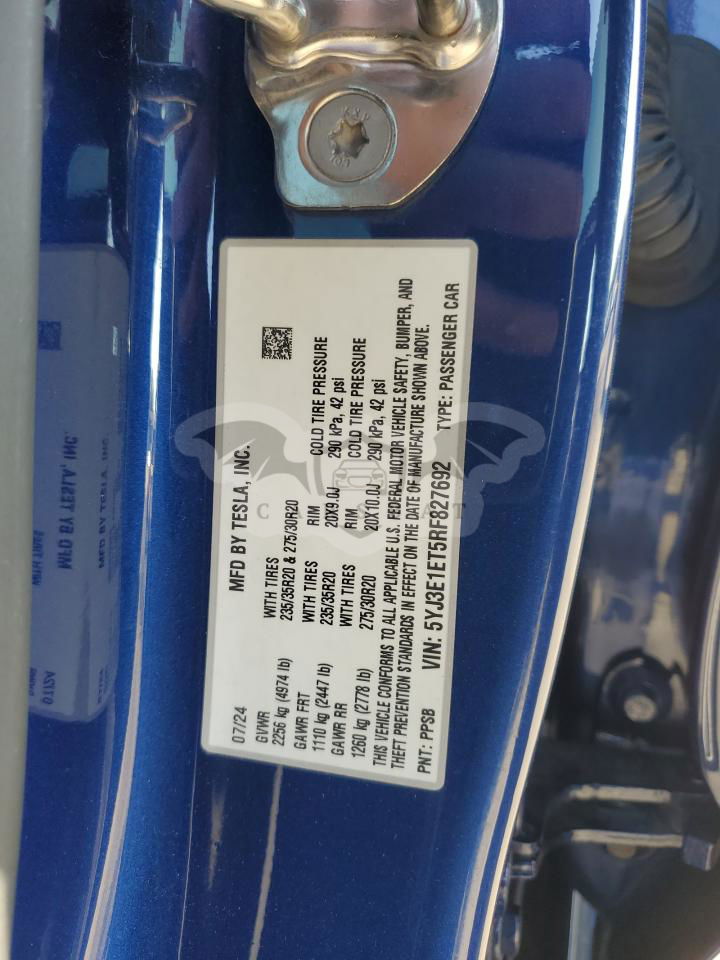 07/24 MFD BY TESLA, INC.
GVWR WITH TIRES
2256 kg (4974 lb) 235/35R20 & 275/30R20
GAWR FRT WITH TIRES RIM COLD TIRE PRESSURE
1110 kg (2447 lb) 235/35R20 20X9.0J 290 kPa, 42 psi
GAWR RR WITH TIRES RIM COLD TIRE PRESSURE
1260 kg (2778 lb) 275/30R20 20X10.0J 290 kPa, 42 psi
THIS VEHICLE CONFORMS TO ALL APPLICABLE U.S. FEDERAL MOTOR VEHICLE SAFETY, BUMPER, AND
THEFT PREVENTION STANDARDS IN EFFECT ON THE DATE OF MANUFACTURE SHOWN ABOVE.
PNT: PPSB VIN: 5YJ3E1ET5RF827692 TYPE: PASSENGER CAR